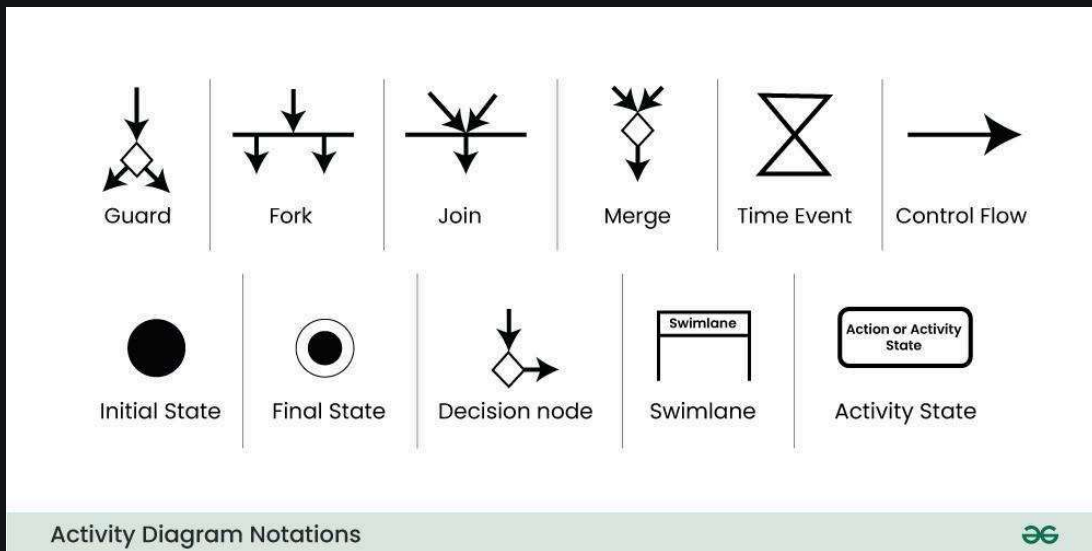 Guard
Fork
Join
Merge
Time Event
Control Flow
Swimlane
Action or Activity
State
Initial State
Final State
Decision node
Swimlane
Activity State
Activity Diagram Notations